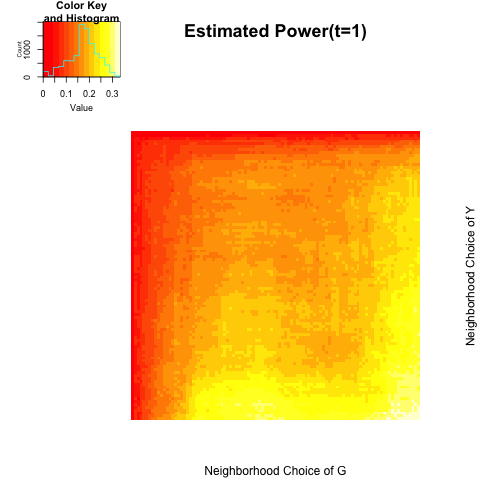 Color Key
and Histogram
Estimated Power(t=1)
Count
0 1000
0 0.1 0.2 0.3
Value
Neighborhood Choice of Y
Neighborhood Choice of G